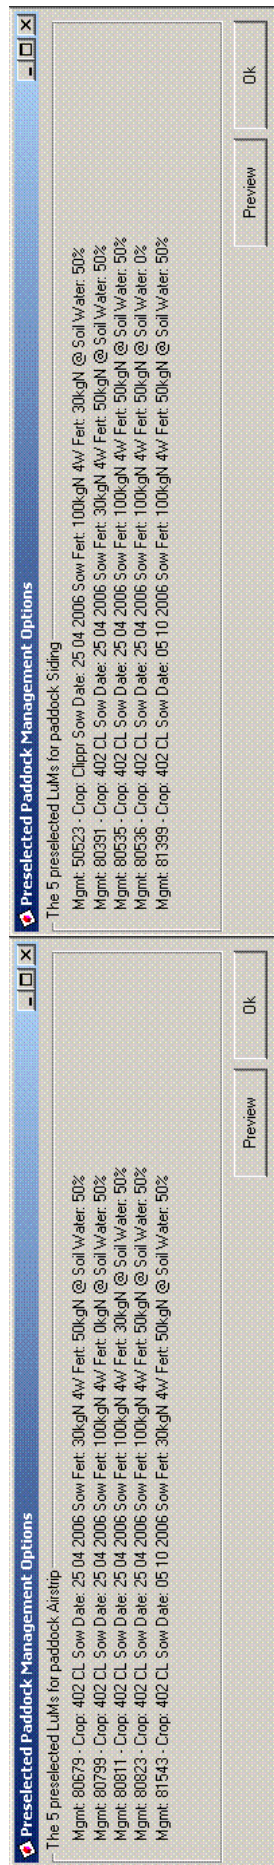 Preselected Paddock Management Options
The 5 preselected LuMs for paddock Airstrip
Mgmt: 80679 - Crop: 402 CL Sow Date: 25 04 2006 Sow Fert: 30kgN 4W Fert: 50kgN @ Soil Water: 50%
Mgmt: 80799 - Crop: 402 CL Sow Date: 25 04 2006 Sow Fert: 100kgN 4W Fert: 0kgN @ Soil Water: 50%
Mgmt: 80811 - Crop: 402 CL Sow Date: 25 04 2006 Sow Fert: 100kgN 4W Fert: 30kgN @ Soil Water: 50%
Mgmt: 80823 - Crop: 402 CL Sow Date: 25 04 2006 Sow Fert: 100kgN 4W Fert: 50kgN @ Soil Water: 50%
Mgmt: 81543 - Crop: 402 CL Sow Date: 05 10 2006 Sow Fert: 30kgN 4W Fert: 50kgN @ Soil Water: 50%
Preview
Ok
Preselected Paddock Management Options
The 5 preselected LuMs for paddock Siding
Mgmt: 50523 - Crop: Clippr Sow Date: 25 04 2006 Sow Fert: 100kgN 4W Fert: 30kgN @ Soil Water: 50%
Mgmt: 80391 - Crop: 402 CL Sow Date: 25 04 2006 Sow Fert: 30kgN 4W Fert: 50kgN @ Soil Water: 50%
Mgmt: 80535 - Crop: 402 CL Sow Date: 25 04 2006 Sow Fert: 100kgN 4W Fert: 50kgN @ Soil Water: 50%
Mgmt: 80536 - Crop: 402 CL Sow Date: 25 04 2006 Sow Fert: 100kgN 4W Fert: 50kgN @ Soil Water: 0%
Mgmt: 81399 - Crop: 402 CL Sow Date: 05 10 2006 Sow Fert: 100kgN 4W Fert: 50kgN @ Soil Water: 50%
Preview
Ok